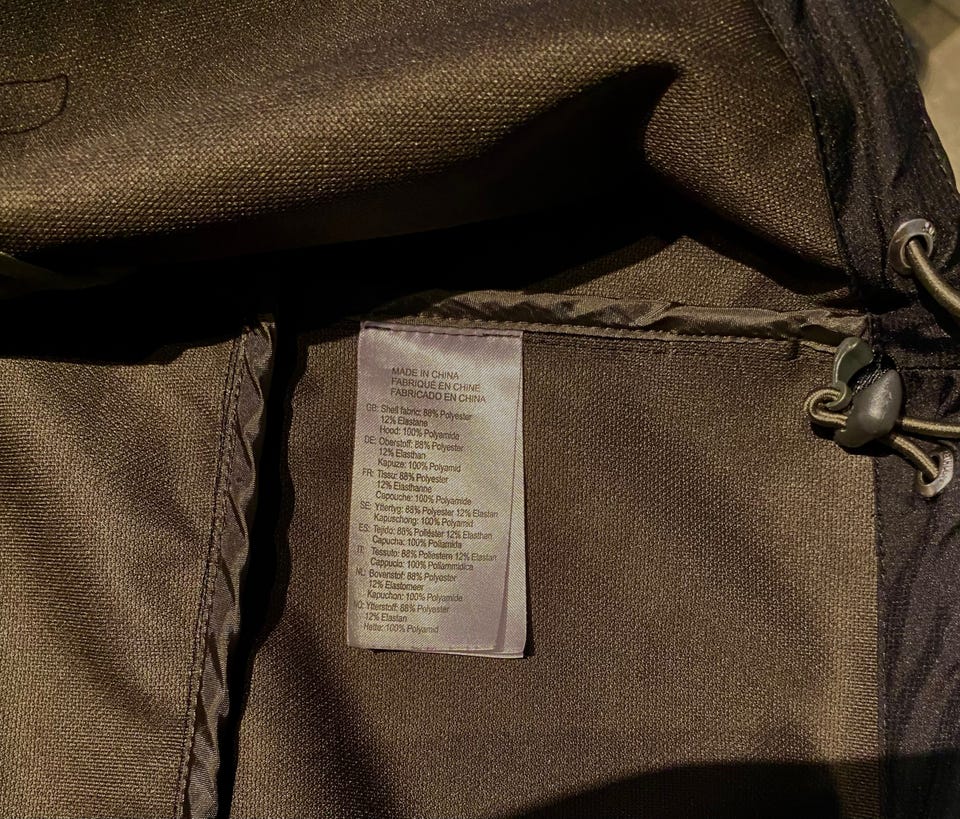 MADE IN CHINA
FABRIQUÉ EN CHINE
FABRICADO EN CHINA
GB: Shell fabric: 88% Polyester
12% Elastane
Hood: 100% Polyamide
DE: Oberstoff: 88% Polyester
12% Elasthan
Kapuze: 100% Polyamid
FR: Tissu: 88% Polyester
12% Elasthanne
Capouche: 100% Polyamide
SE: Yttertyg: 88% Polyester 12% Elastan
Kapuschong: 100% Polyamid
ES: Tejido: 88% Poliéster 12% Elasthan
Capucha: 100% Poliamida
IT: Tessuto: 88% Poliestere 12% Elastan
Cappuclo: 100% Poliammidica
NL: Bovenstof: 88% Polyester
12% Elastomeer
Kapuchon: 100% Polyamide
NO: Ytterstoff: 88% Polyester
12% Elastan
Hette: 100% Polyamid